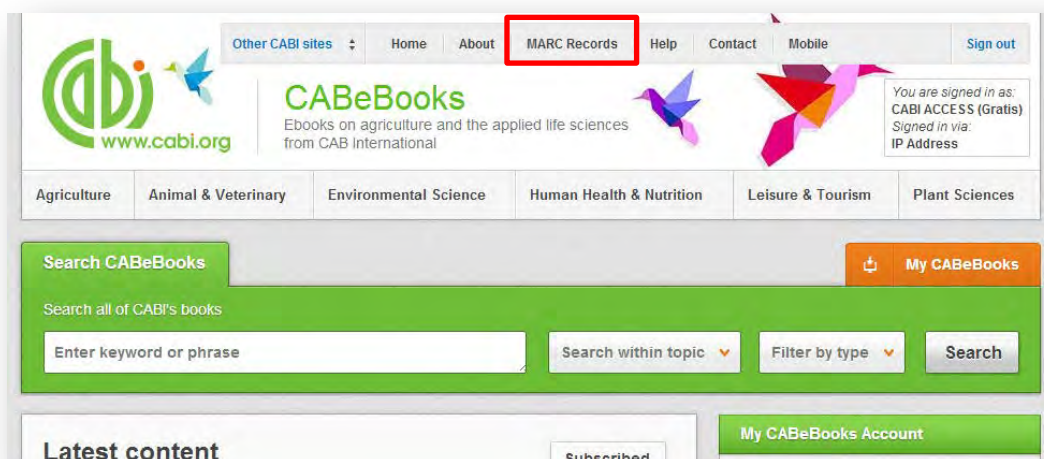 Other CABI sites Home About MARC Records Help Contact Mobile Sign out
cabi
www.cabi.org
CABeBooks
Ebooks on agriculture and the applied life sciences
from CAB International
You are signed in as:
CABI ACCESS (Gratis)
Signed in via:
IP Address
Agriculture Animal & Veterinary Environmental Science Human Health & Nutrition Leisure & Tourism Plant Sciences
Search CABeBooks
My CABeBooks
Search all of CABI's books
Enter keyword or phrase Search within topic Filter by type Search
Latest content
Subscribed
My CABeBooks Account